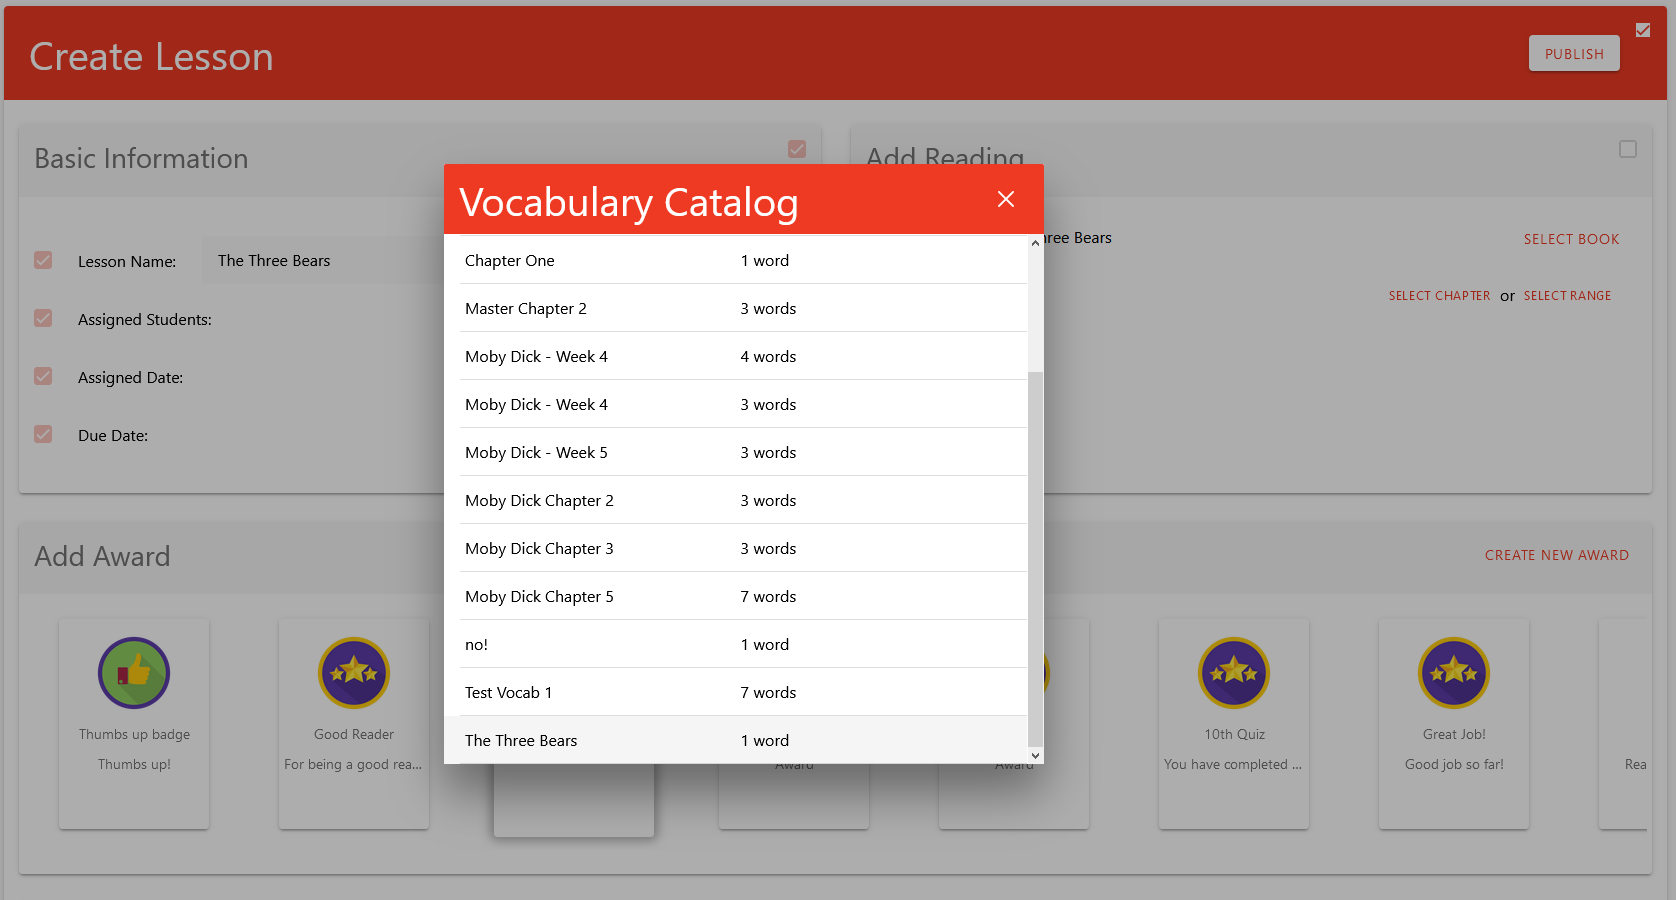 Create Lesson
PUBLISH
Basic Information
Add Reading
Lesson Name:
The Three Bears
Assigned Students:
Assigned Date:
Due Date:
Bears
SELECT BOOK
SELECT CHAPTER or SELECT RANGE
Vocabulary Catalog
Chapter One 1 word
Master Chapter 2 3 words
Moby Dick - Week 4 4 words
Moby Dick - Week 4 3 words
Moby Dick - Week 5 3 words
Moby Dick Chapter 2 3 words
Moby Dick Chapter 3 3 words
Moby Dick Chapter 5 7 words
no! 1 word
Test Vocab 1 7 words
The Three Bears 1 word
Add Award
CREATE NEW AWARD
Thumbs up badge
Thumbs up!
Good Reader
For being a good rea...
Award
Award
10th Quiz
You have completed ...
Great Job!
Good job so far!